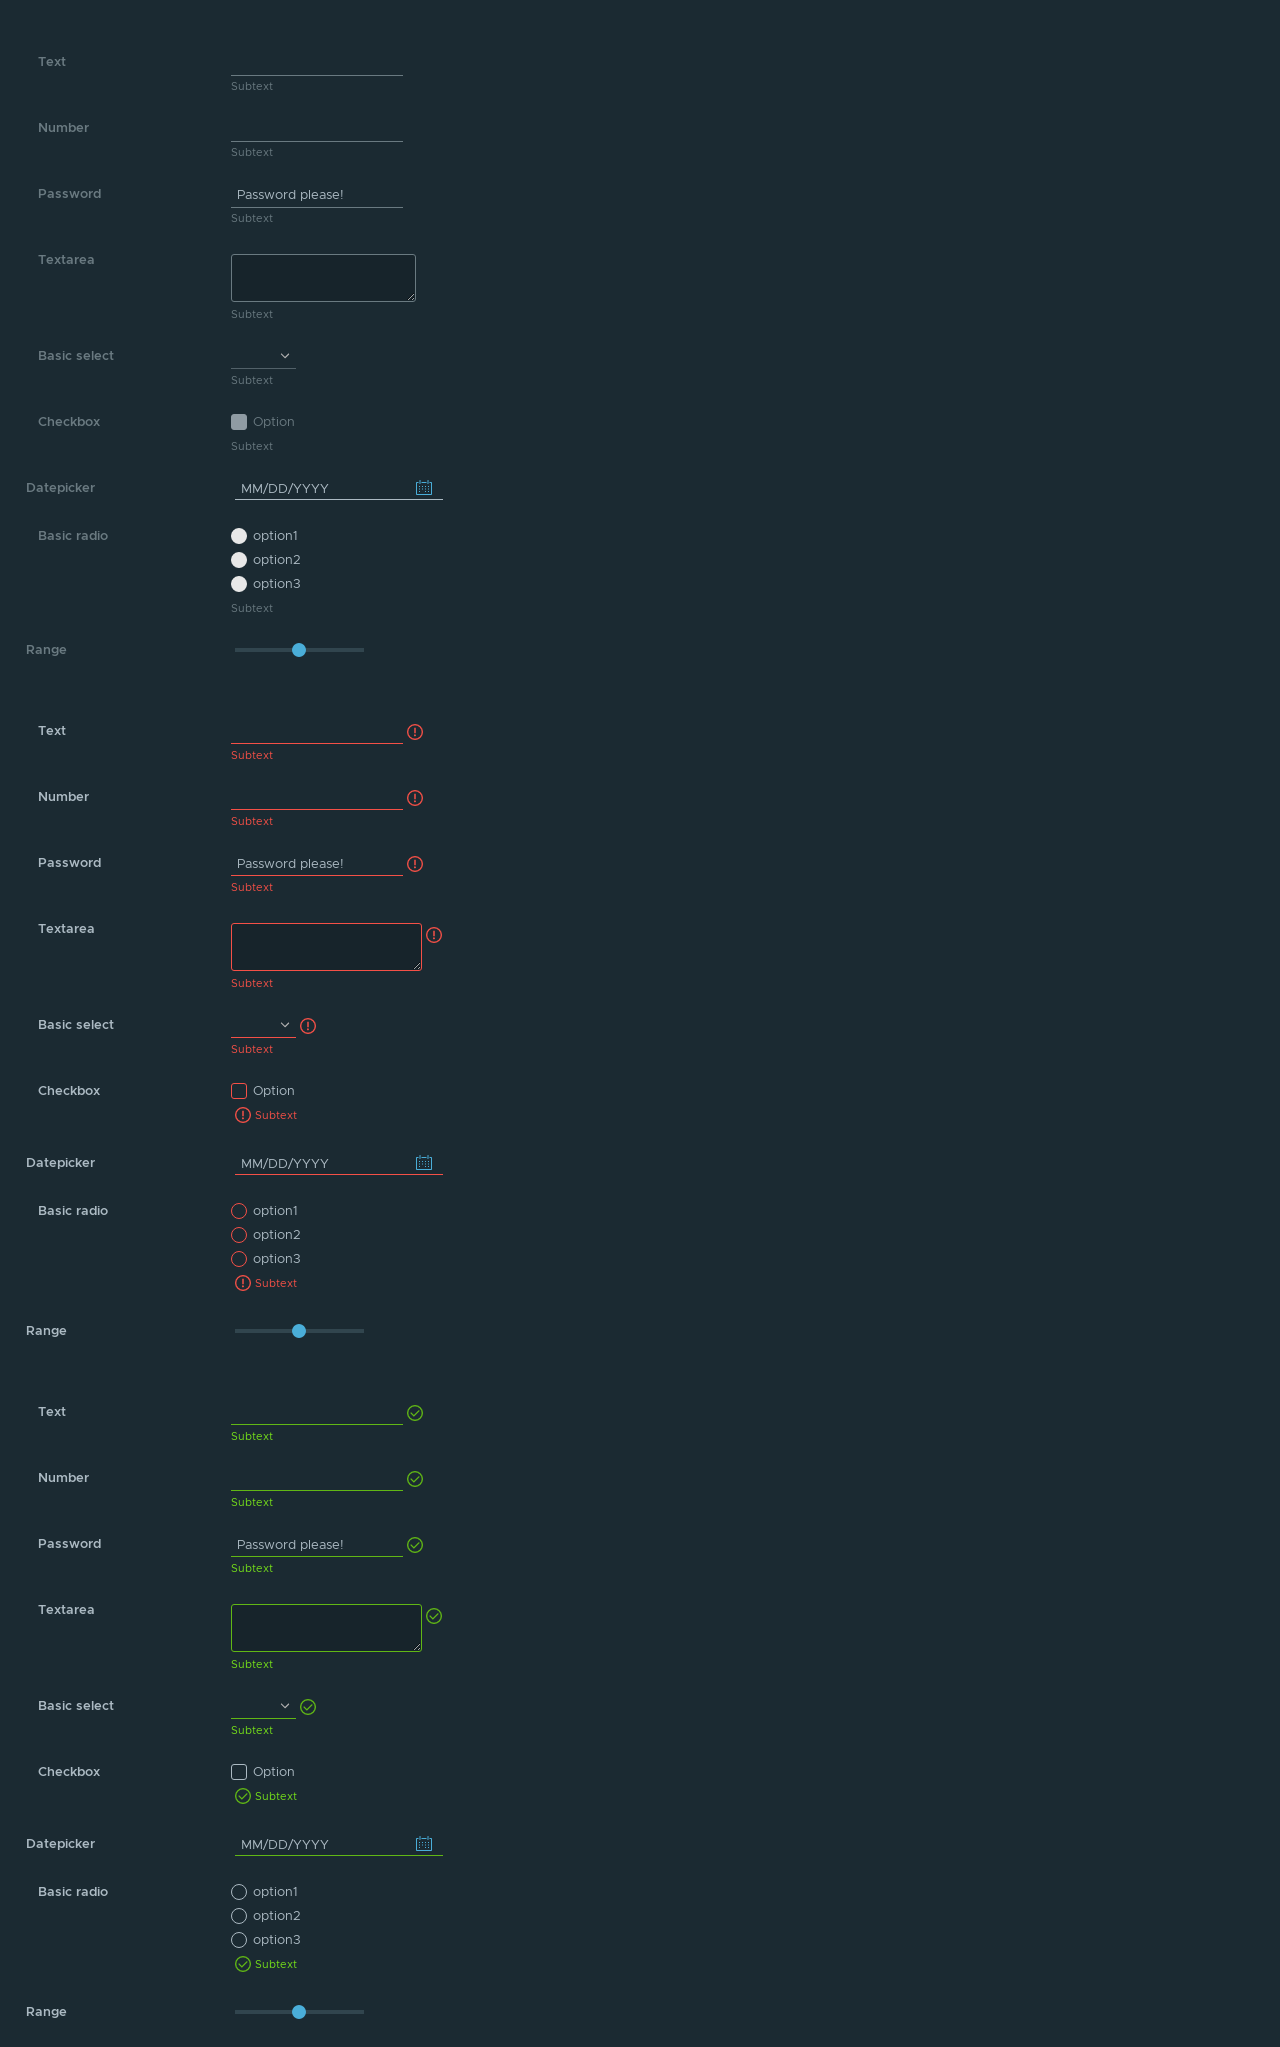 Text
Subtext
Number
Subtext
Password Password please!
Subtext
Textarea
Subtext
Basic select
Subtext
Checkbox Option
Subtext
Datepicker MM/DD/YYYY
Basic radio option1
option2
option3
Subtext
Range
Text
Subtext
Number
Subtext
Password Password please!
Subtext
Textarea
Subtext
Basic select
Subtext
Checkbox Option
Subtext
Datepicker MM/DD/YYYY
Basic radio option1
option2
option3
Subtext
Range
Text
Subtext
Number
Subtext
Password Password please!
Subtext
Textarea
Subtext
Basic select
Subtext
Checkbox Option
Subtext
Datepicker MM/DD/YYYY
Basic radio option1
option2
option3
Subtext
Range